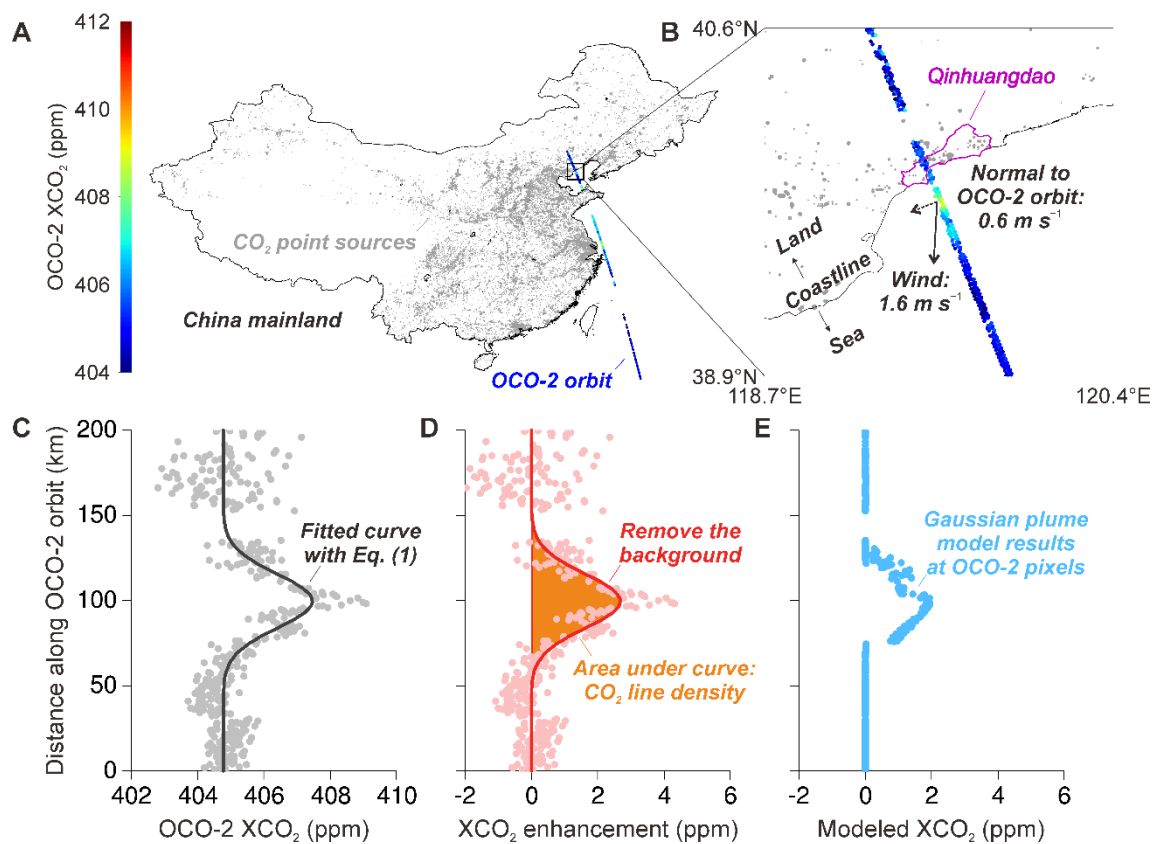 A
OCO-2 XCO₂ (ppm)
412
410
408
406
404
CO₂ point sources
China mainland
OCO-2 orbit
B
40.6°N
38.9°N
118.7°E
120.4°E
Qinhuangdao
Normal to
OCO-2 orbit:
0.6 m s⁻¹
Land
Coastline
Sea
Wind:
1.6 m s⁻¹
C
Distance along OCO-2 orbit (km)
200
150
100
50
0
Fitted curve
with Eq. (1)
402
404
406
408
410
OCO-2 XCO₂ (ppm)
D
Remove the
background
Area under curve:
CO₂ line density
-2
0
2
4
6
XCO₂ enhancement (ppm)
E
Gaussian plume
model results
at OCO-2 pixels
-2
0
2
4
6
Modeled XCO₂ (ppm)